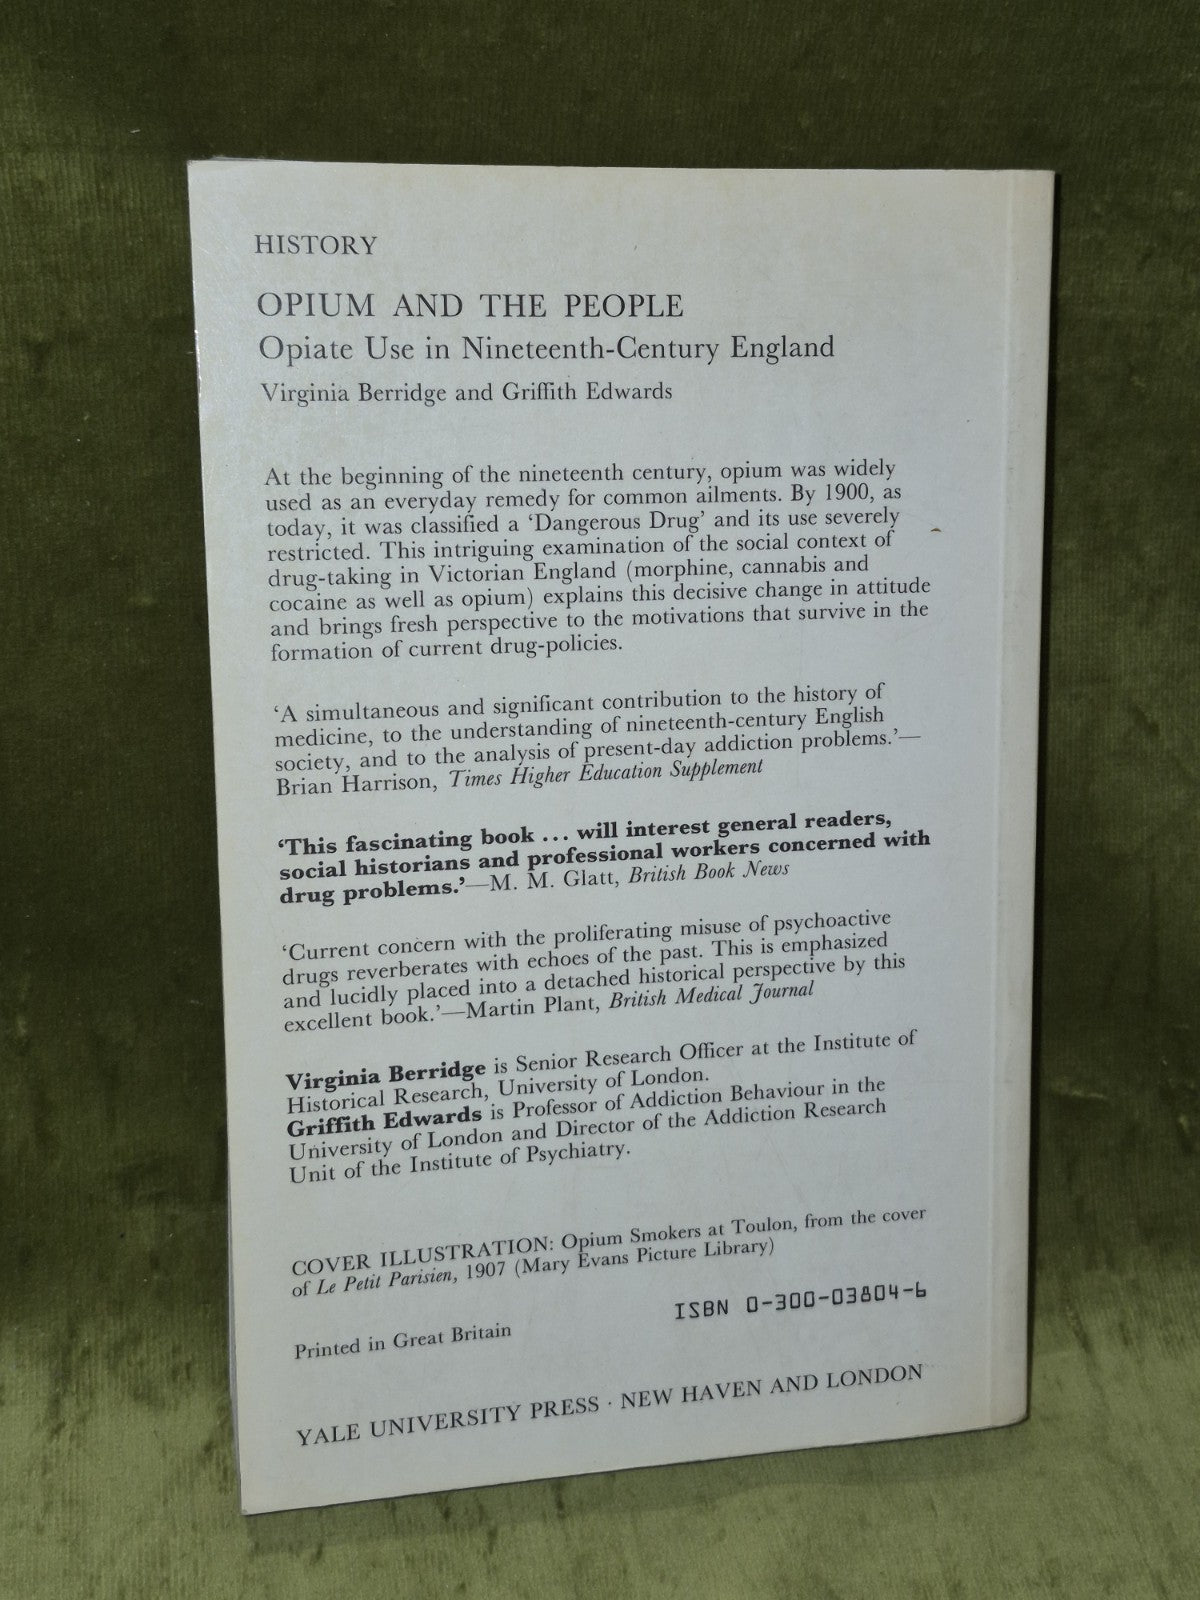 HISTORY
OPIUM AND THE PEOPLE
Opiate Use in Nineteenth-Century England
Virginia Berridge and Griffith Edwards
At the beginning of the nineteenth century, opium was widely
used as an everyday remedy for common ailments. By 1900, as
today, it was classified a ‘Dangerous Drug’ and its use severely
restricted. This intriguing examination of the social context of
drug-taking in Victorian England (morphine, cannabis and
cocaine as well as opium) explains this decisive change in attitude
and brings fresh perspective to the motivations that survive in the
formation of current drug-policies.
‘A simultaneous and significant contribution to the history of
medicine, to the understanding of nineteenth-century English
society, and to the analysis of present-day addiction problems.’—
Brian Harrison, Times Higher Education Supplement
‘This fascinating book ... will interest general readers,
social historians and professional workers concerned with
drug problems.’—M. M. Glatt, British Book News
‘Current concern with the proliferating misuse of psychoactive
drugs reverberates with echoes of the past. This is emphasized
and lucidly placed into a detached historical perspective by this
excellent book.’—Martin Plant, British Medical Journal
Virginia Berridge is Senior Research Officer at the Institute of
Historical Research, University of London.
Griffith Edwards is Professor of Addiction Behaviour in the
University of London and Director of the Addiction Research
Unit of the Institute of Psychiatry.
COVER ILLUSTRATION: Opium Smokers at Toulon, from the cover
of Le Petit Parisien, 1907 (Mary Evans Picture Library)
ISBN 0-300-03804-6
Printed in Great Britain
YALE UNIVERSITY PRESS · NEW HAVEN AND LONDON